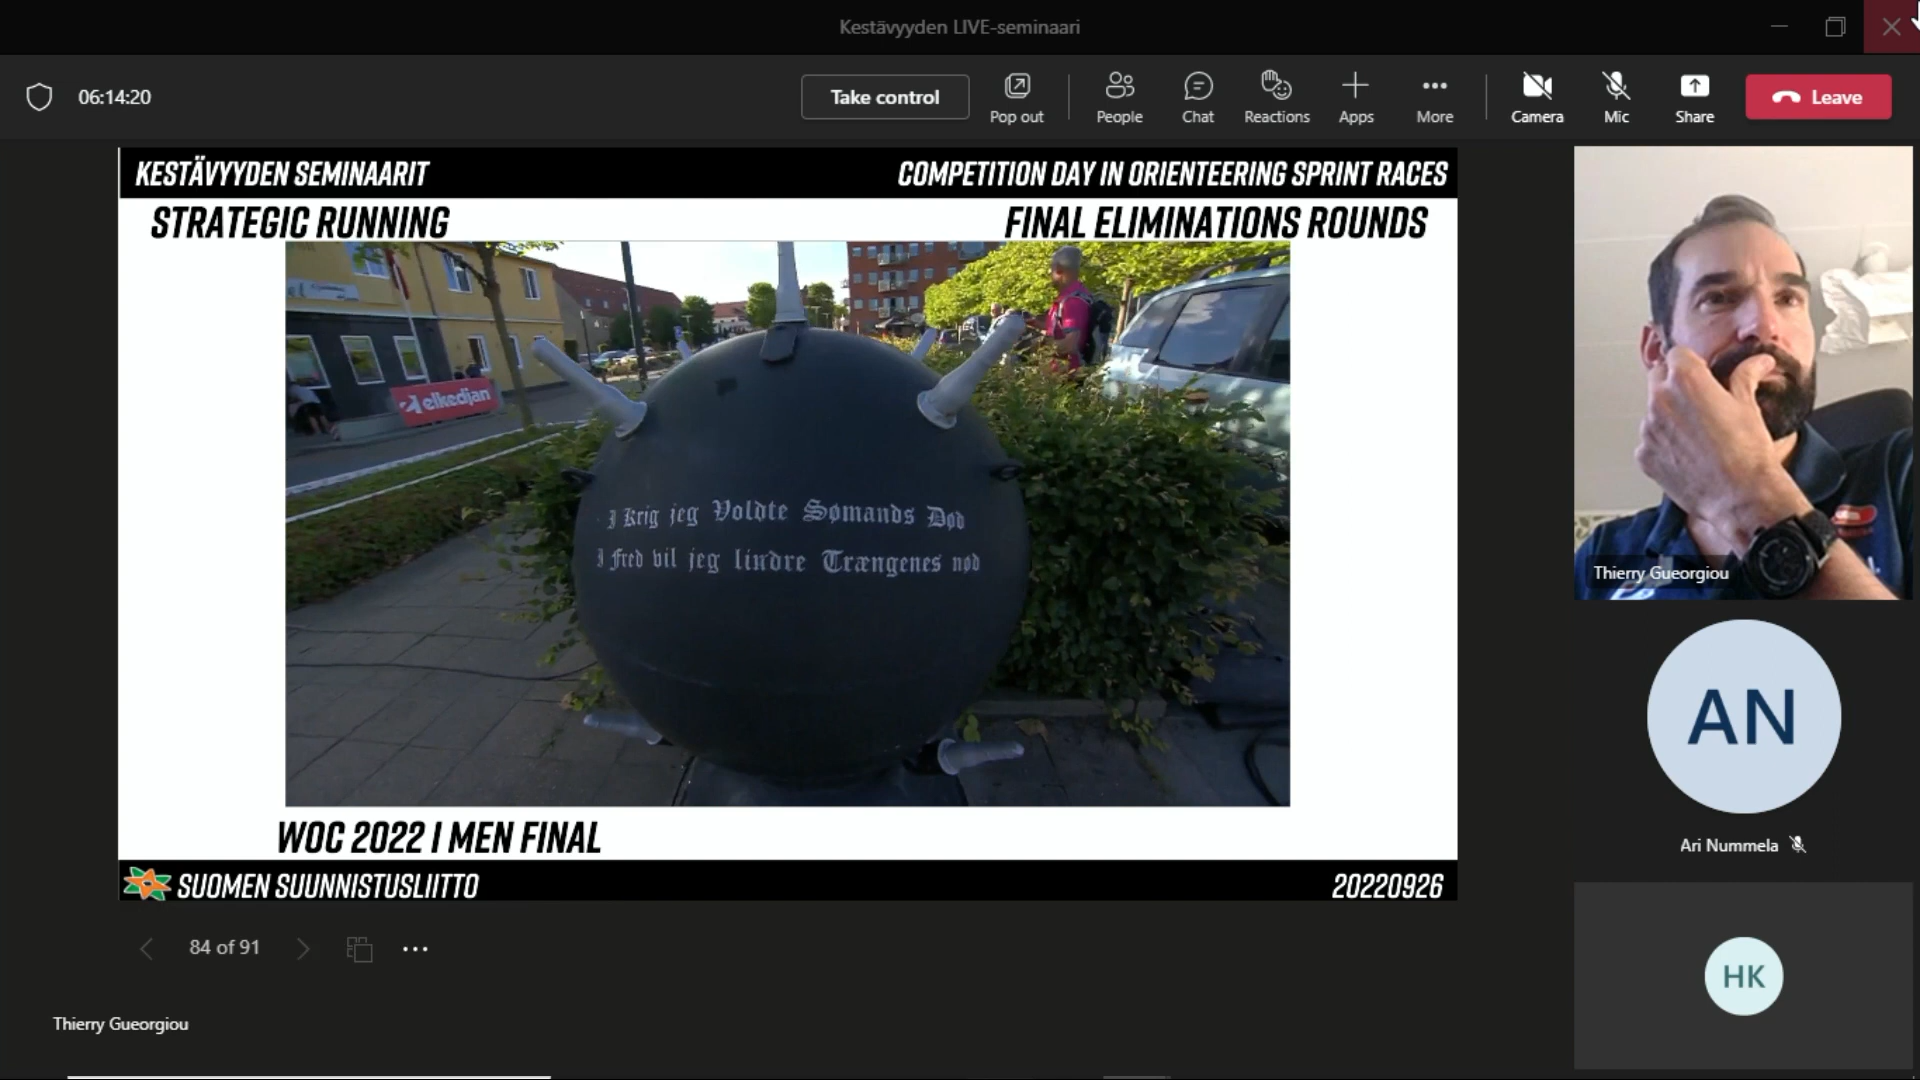 Kestävyyden LIVE-seminaari
06:14:20
Take control
Pop out
People
Chat
Reactions
Apps
More
Camera
Mic
Share
Leave
KESTÄVYYDEN SEMINAARIT
COMPETITION DAY IN ORIENTEERING SPRINT RACES
STRATEGIC RUNNING
FINAL ELIMINATIONS ROUNDS
elkedjan
I Krig jeg Voldte Sømands Død
I Fred vil jeg lindre Trængenes nød
WOC 2022 I MEN FINAL
SUOMEN SUUNNISTUSLIITTO
20220926
84 of 91
Thierry Gueorgiou
Thierry Gueorgiou
AN
Ari Nummela
HK